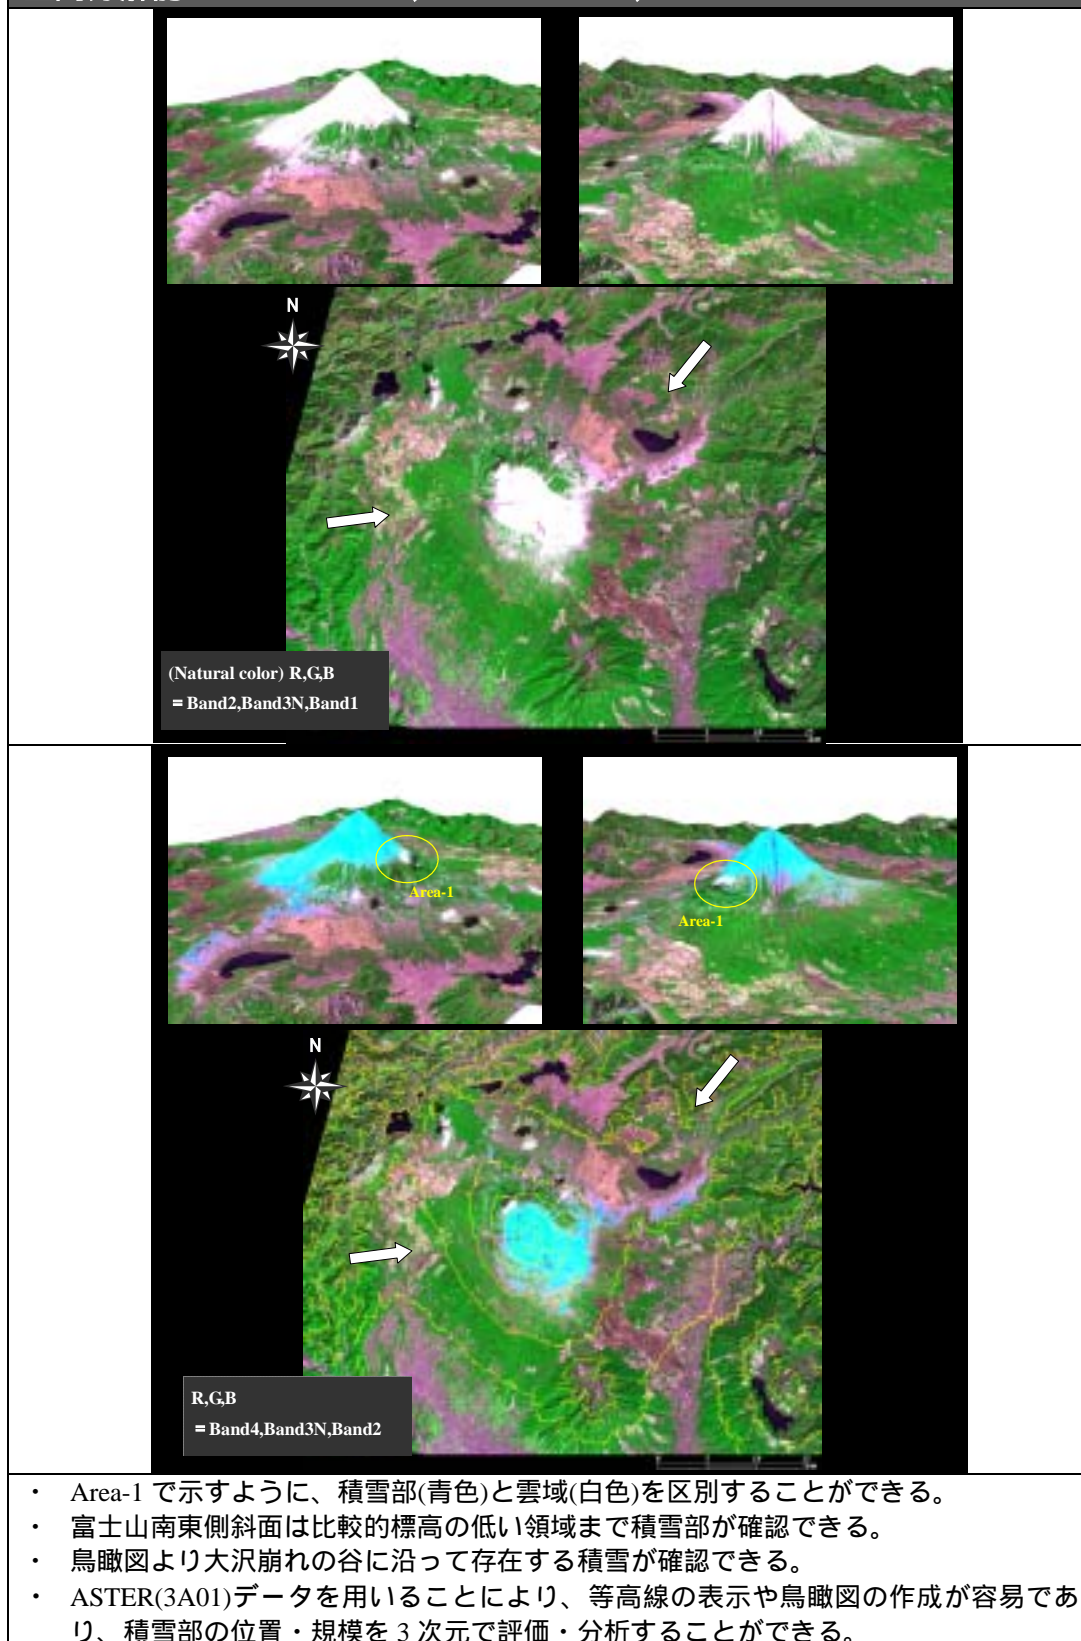 N
(Natural color) R,G,B
=Band2,Band3N,Band1
Area-1
Area-1
N
R,G,B
=Band4,Band3N,Band2
・ Area-1 で示すように、積雪部(青色)と雲域(白色)を区別することができる。
・ 富士山南東側斜面は比較的標高の低い領域まで積雪部が確認できる。
・ 鳥瞰図より大沢崩れの谷に沿って存在する積雪が確認できる。
・ ASTER(3A01)データを用いることにより、等高線の表示や鳥瞰図の作成が容易であ
り、積雪部の位置・規模を 3 次元で評価・分析することができる。